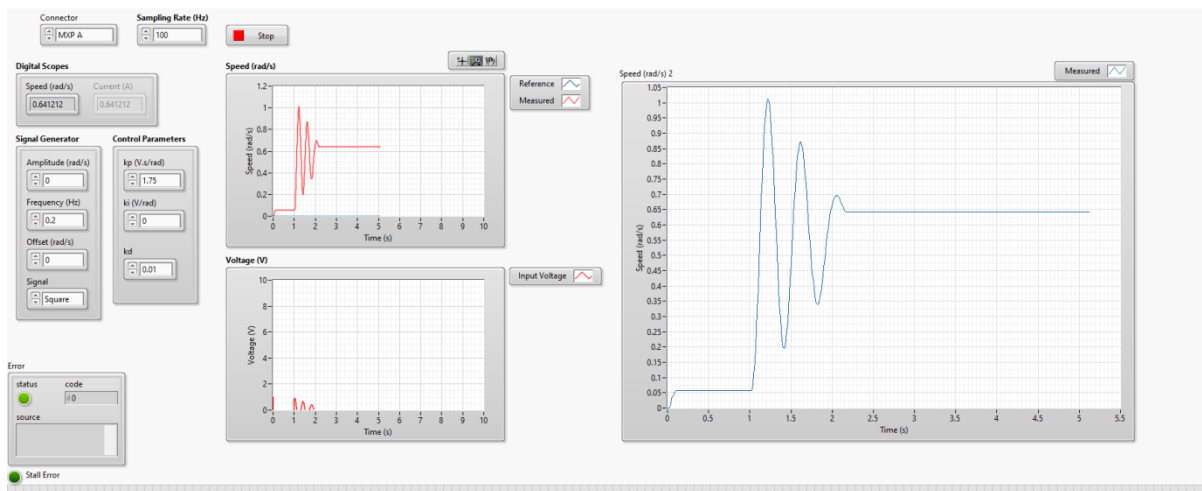 Connector
MXP A
Sampling Rate (Hz)
100
Stop
Digital Scopes
Speed (rad/s)
0.641212
Current (A)
0.641212
Signal Generator
Amplitude (rad/s)
0
Frequency (Hz)
0.2
Offset (rad/s)
0
Signal
Square
Control Parameters
kp (V.s/rad)
1.75
ki (V/rad)
0
kd
0.01
Error
status
code
d 0
source
Stall Error
Speed (rad/s)
Reference
Measured
1.2-
1-
0.8-
0.6-
0.4-
0.2-
0-
Speed (rad/s)
0 1 2 3 4 5 6 7 8 9 10
Time (s)
Voltage (V)
Input Voltage
10-
8-
6-
4-
2-
0-
Voltage (V)
0 1 2 3 4 5 6 7 8 9 10
Time (s)
Speed (rad/s) 2
Measured
1.05-
1-
0.95-
0.9-
0.85-
0.8-
0.75-
0.7-
0.65-
0.6-
0.55-
0.5-
0.45-
0.4-
0.35-
0.3-
0.25-
0.2-
0.15-
0.1-
0.05-
0-
Speed (rad/s)
0 0.5 1 1.5 2 2.5 3 3.5 4 4.5 5 5.5
Time (s)